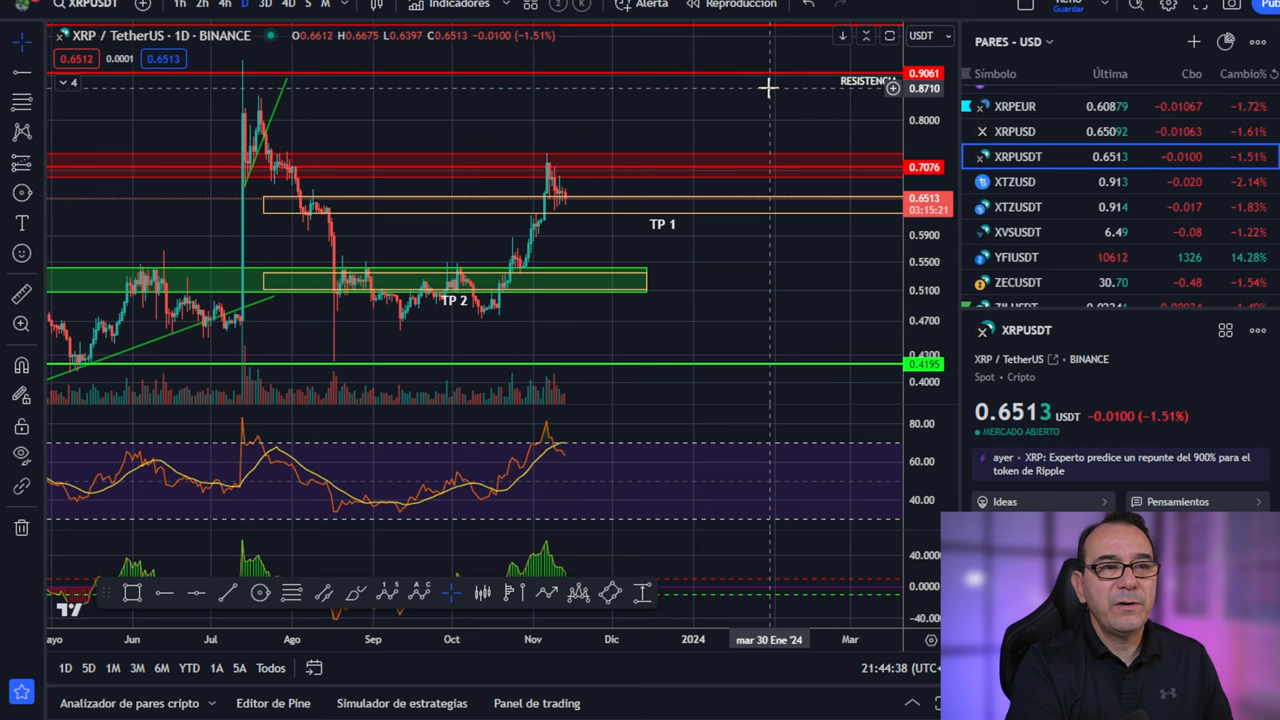 XRPUSDT 1h 2h 4h D 3D 4D S M Indicadores Alerta Reproducción Guardar
XRP / TetherUS · 1D · BINANCE O0.6612 H0.6675 L0.6397 C0.6513 −0.0100 (−1.51%)
USDT
0.6512 0.0001 0.6513
4
RESISTENCIA
0.9061
0.8710
0.8000
0.7076
0.6513
03:15:21
0.5900
0.5500
0.5100
0.4700
0.4300
0.4195
0.4000
TP 1
TP 2
80.00
60.00
40.00
40.0000
0.0000
-40.000
ayo Jun Jul Ago Sep Oct Nov Dic 2024 mar 30 Ene '24 Mar
1D 5D 1M 3M 6M YTD 1A 5A Todos
21:44:38 (UTC
Analizador de pares cripto Editor de Pine Simulador de estrategias Panel de trading
PARES - USD
Símbolo Última Cbo Cambio%
XRPEUR 0.60879 −0.01067 −1.72%
XRPUSD 0.65092 −0.01063 −1.61%
XRPUSDT 0.6513 −0.0100 −1.51%
XTZUSD 0.913 −0.020 −2.14%
XTZUSDT 0.914 −0.017 −1.83%
XVSUSDT 6.49 −0.08 −1.22%
YFIUSDT 10612 1326 14.28%
ZECUSDT 30.70 −0.48 −1.54%
XRPUSDT
XRP / TetherUS BINANCE
Spot • Cripto
0.6513 USDT −0.0100 (−1.51%)
MERCADO ABIERTO
ayer • XRP: Experto predice un repunte del 900% para el
token de Ripple
Ideas Pensamientos